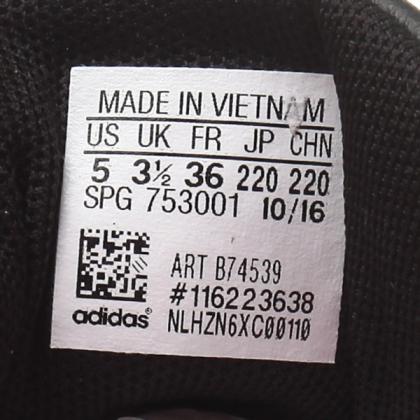 MADE IN VIETNAM
US UK FR JP CHN
5 3½ 36 220 220
SPG 753001 10/16
ART B74539
#116223638
adidas® NLHZN6XC00110